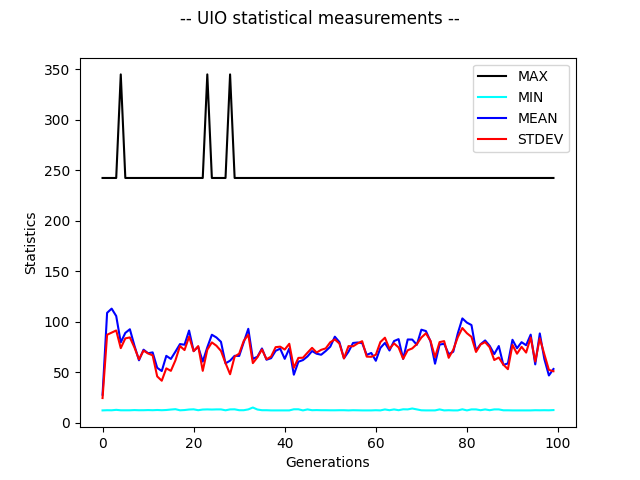 -- UIO statistical measurements --
MAX
MIN
MEAN
STDEV
Statistics
350
300
250
200
150
100
50
0
0 20 40 60 80 100
Generations